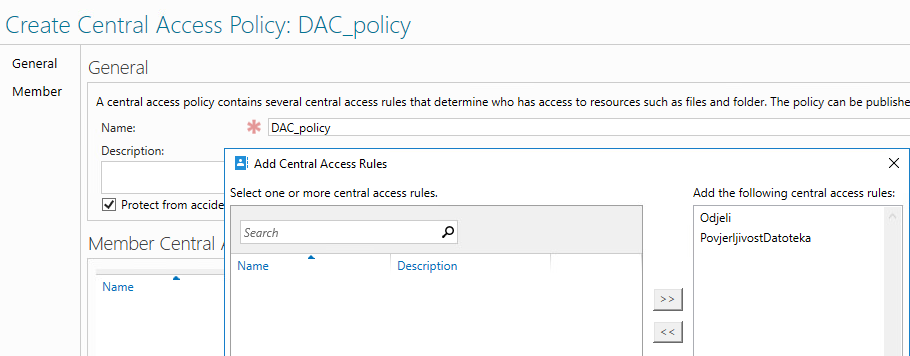 Create Central Access Policy: DAC_policy
General
Member
General
A central access policy contains several central access rules that determine who has access to resources such as files and folder. The policy can be publishe
Name:
DAC_policy
Description:
Protect from accide
Member Central A
Name
Add Central Access Rules
Select one or more central access rules.
Search
Name Description
>>
<<
Add the following central access rules:
Odjeli
PovjerljivostDatoteka